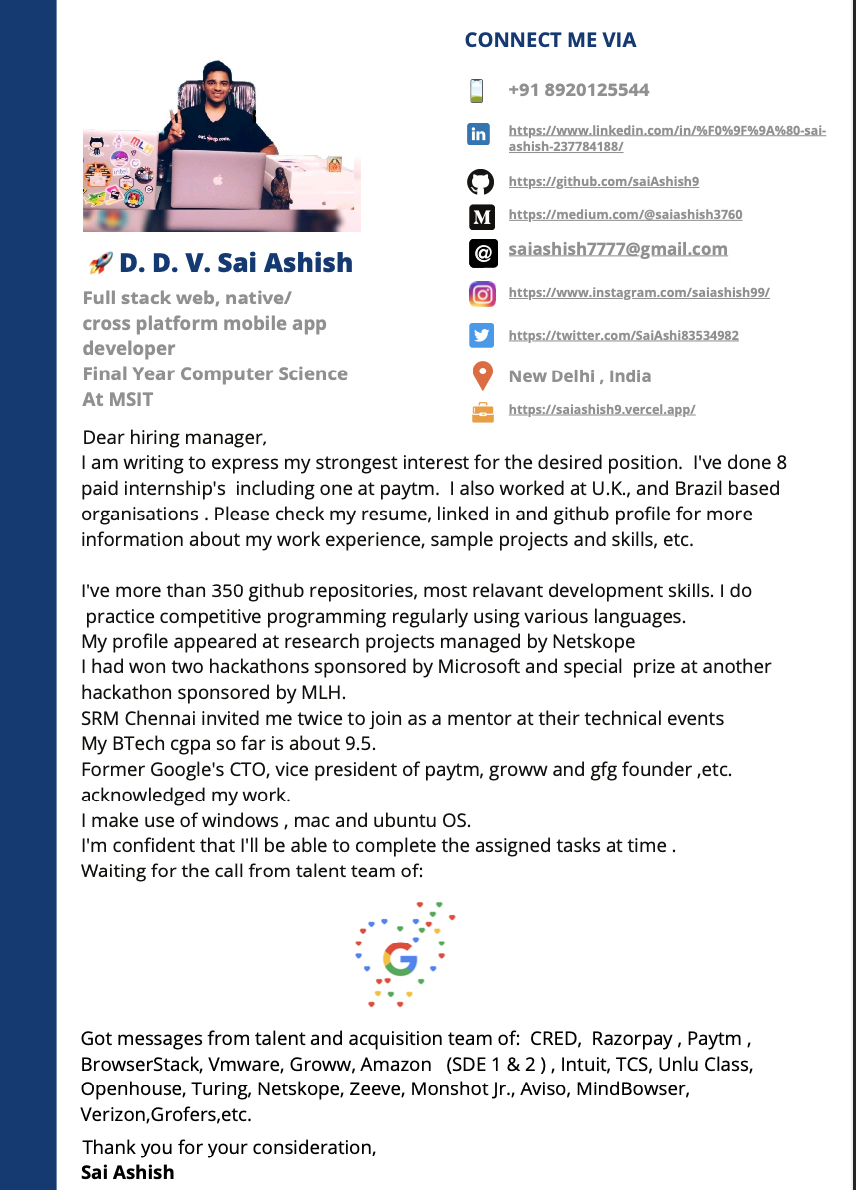 CONNECT ME VIA
+91 8920125544
https://www.linkedin.com/in/%F0%9F%9A%80-sai-
ashish-237784188/
https://github.com/saiAshish9
https://medium.com/@saiashish3760
saiashish7777@gmail.com
https://www.instagram.com/saiashish99/
https://twitter.com/SaiAshi83534982
New Delhi , India
https://saiashish9.vercel.app/
🚀 D. D. V. Sai Ashish
Full stack web, native/
cross platform mobile app
developer
Final Year Computer Science
At MSIT
Dear hiring manager,
I am writing to express my strongest interest for the desired position.  I've done 8
paid internship's  including one at paytm.  I also worked at U.K., and Brazil based
organisations . Please check my resume, linked in and github profile for more
information about my work experience, sample projects and skills, etc.
I've more than 350 github repositories, most relavant development skills. I do
practice competitive programming regularly using various languages.
My profile appeared at research projects managed by Netskope
I had won two hackathons sponsored by Microsoft and special  prize at another
hackathon sponsored by MLH.
SRM Chennai invited me twice to join as a mentor at their technical events
My BTech cgpa so far is about 9.5.
Former Google's CTO, vice president of paytm, groww and gfg founder ,etc.
acknowledged my work.
I make use of windows , mac and ubuntu OS.
I'm confident that I'll be able to complete the assigned tasks at time .
Waiting for the call from talent team of:
G
Got messages from talent and acquisition team of:  CRED,  Razorpay , Paytm ,
BrowserStack, Vmware, Groww, Amazon   (SDE 1 & 2 ) , Intuit, TCS, Unlu Class,
Openhouse, Turing, Netskope, Zeeve, Monshot Jr., Aviso, MindBowser,
Verizon,Grofers,etc.
Thank you for your consideration,
Sai Ashish